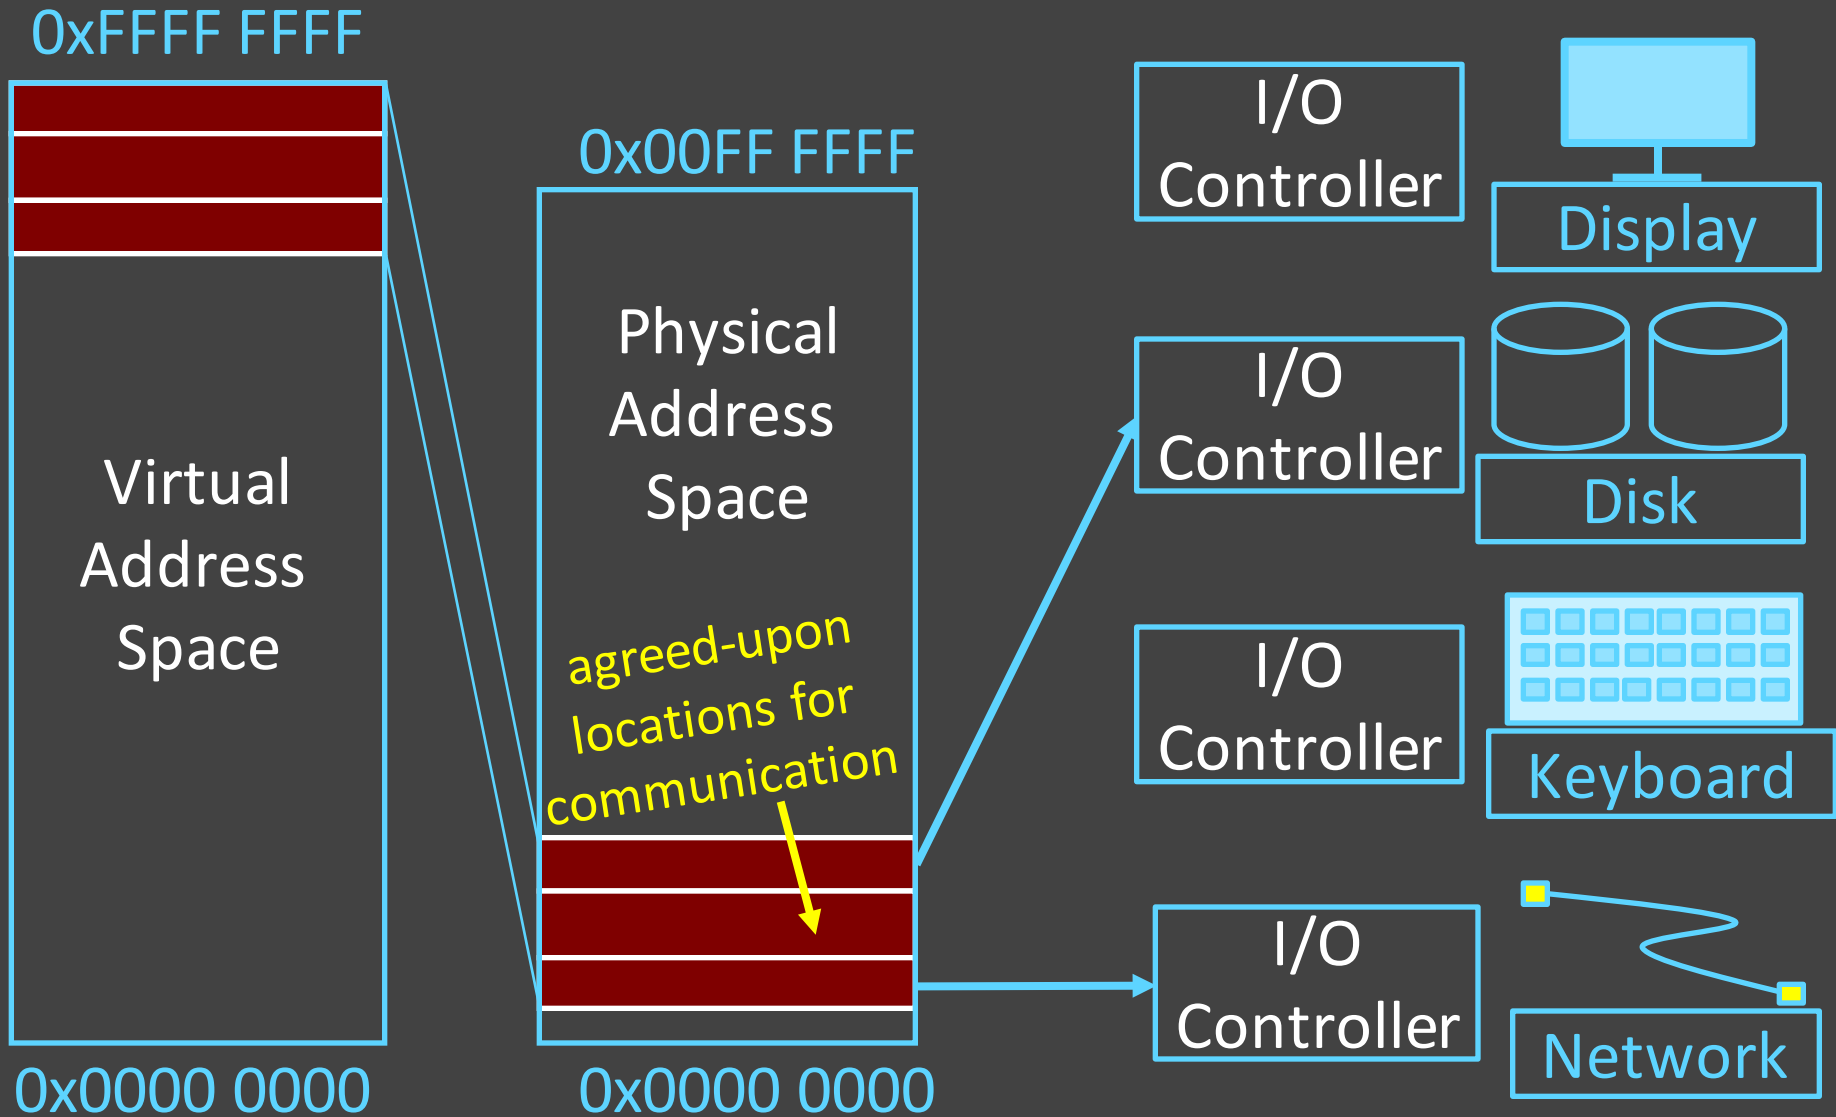 0xFFFF FFFF
Virtual
Address
Space
0x0000 0000
0x00FF FFFF
Physical
Address
Space
agreed-upon
locations for
communication
0x0000 0000
I/O
Controller
Display
I/O
Controller
Disk
I/O
Controller
Keyboard
I/O
Controller
Network